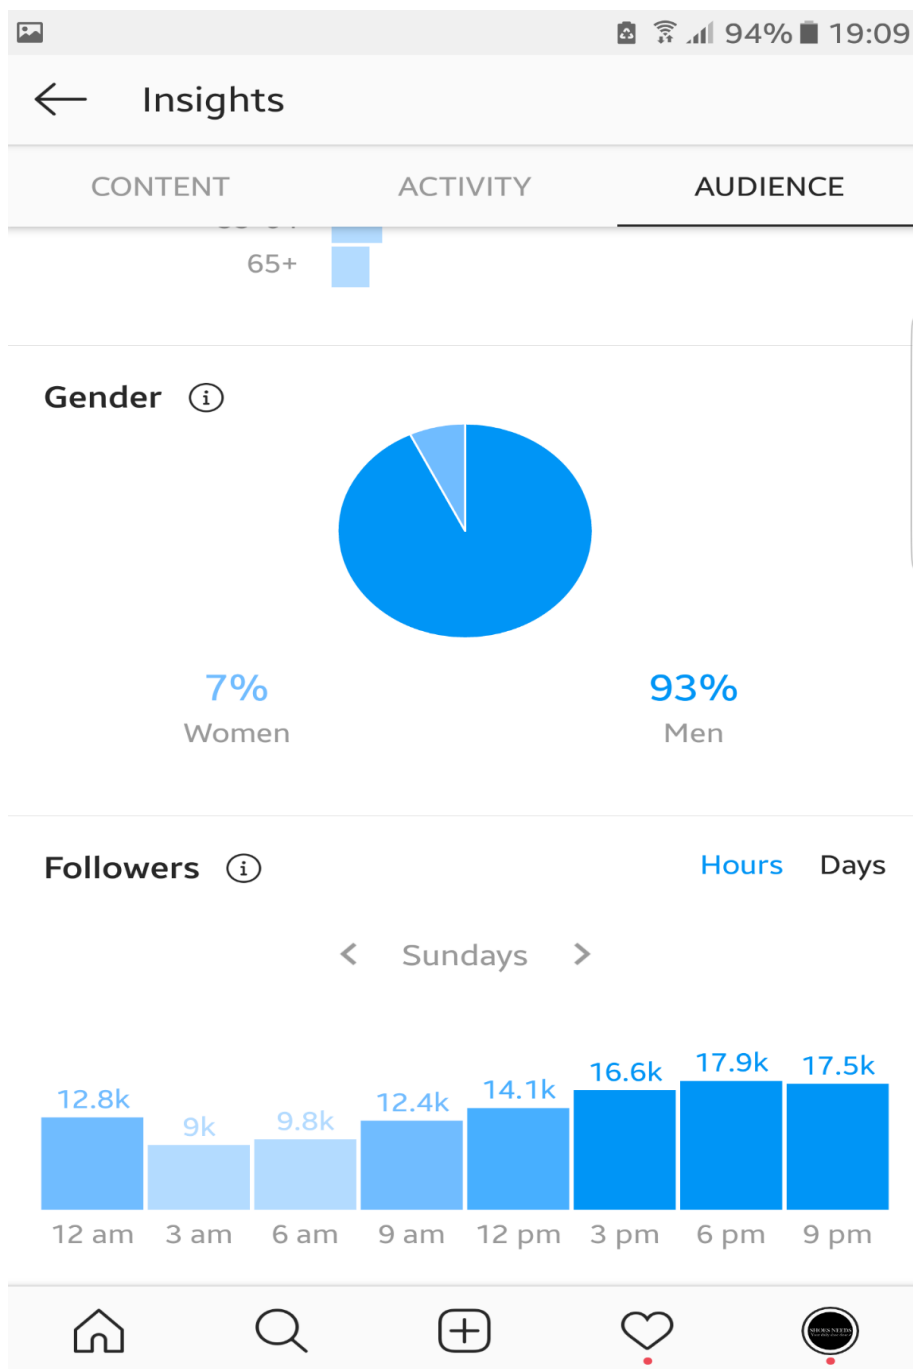 94% 19:09
Insights
CONTENT ACTIVITY AUDIENCE
65+
Gender
7% 93%
Women Men
Followers Hours Days
< Sundays >
12.8k 9k 9.8k 12.4k 14.1k 16.6k 17.9k 17.5k
12 am 3 am 6 am 9 am 12 pm 3 pm 6 pm 9 pm
SHOES NEEDS